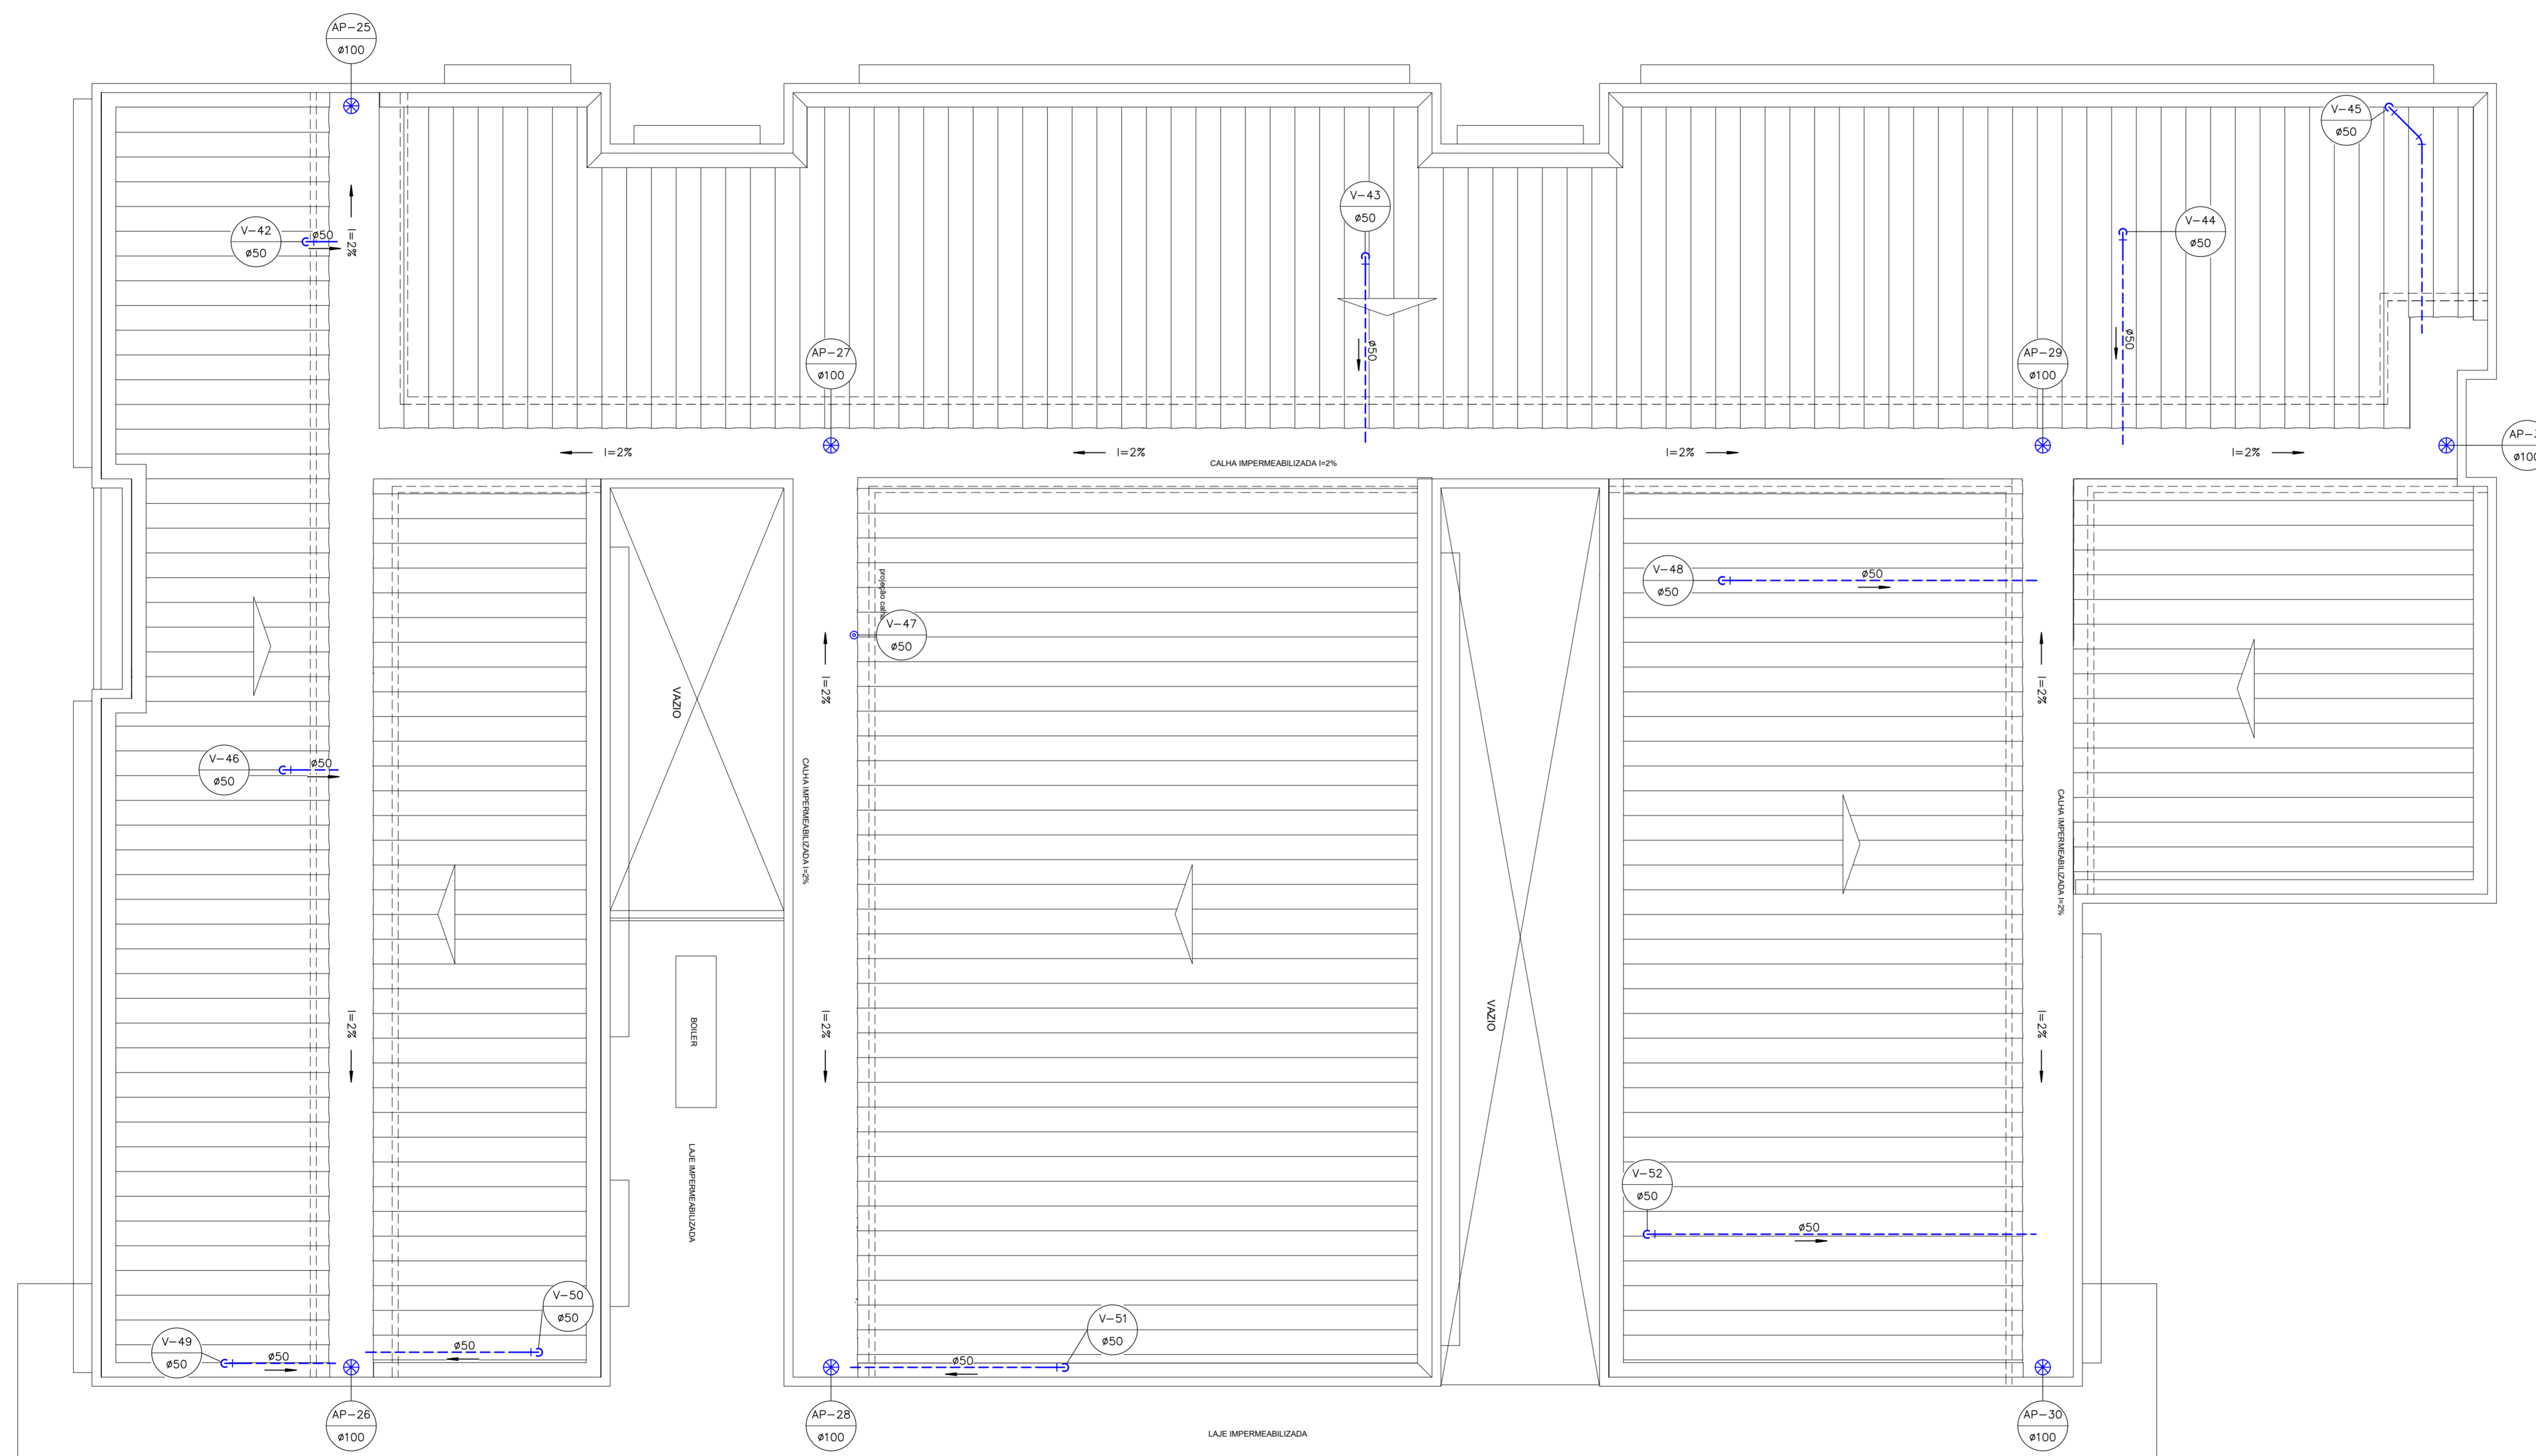 AP-25
ø100
V-45
ø50
V-43
ø50
V-42
ø50
ø50
I=2%
V-44
ø50
ø50
ø50
AP-27
ø100
AP-29
ø100
AP-
ø100
I=2%
I=2%
I=2%
I=2%
CALHA IMPERMEABILIZADA I=2%
V-48
ø50
ø50
projeção
V-47
ø50
VAZIO
I=2%
I=2%
V-46
ø50
ø50
CALHA IMPERMEABILIZADA I=2%
CALHA IMPERMEABILIZADA I=2%
I=2%
BOILER
I=2%
VAZIO
I=2%
LAJE IMPERMEABILIZADA
V-52
ø50
ø50
V-50
ø50
V-51
ø50
V-49
ø50
ø50
ø50
ø50
AP-26
ø100
AP-28
ø100
AP-30
ø100
LAJE IMPERMEABILIZADA